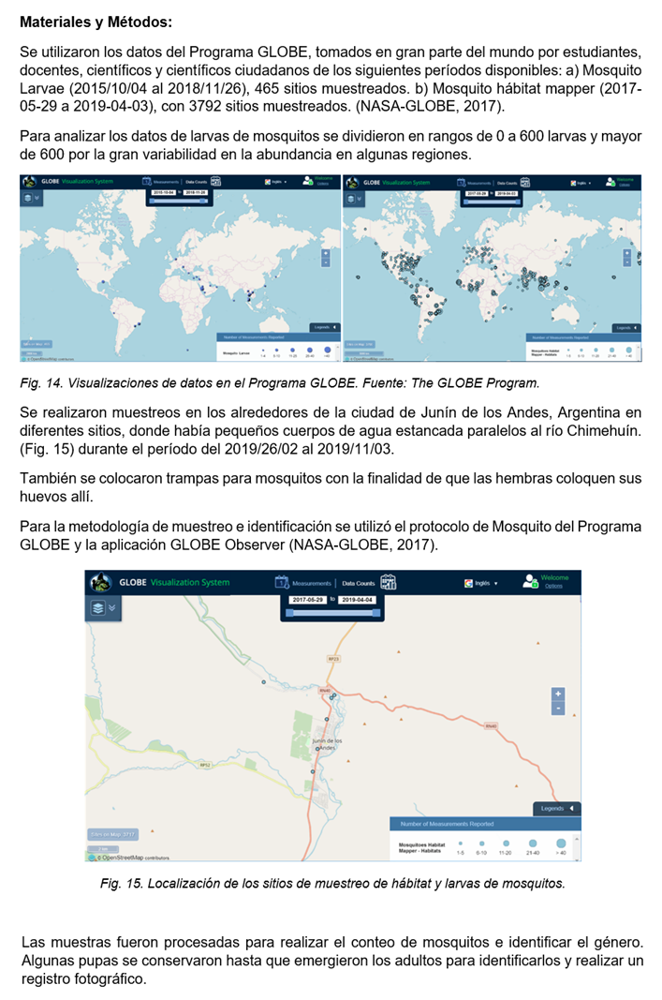 Materiales y Métodos:
Se utilizaron los datos del Programa GLOBE, tomados en gran parte del mundo por estudiantes,
docentes, científicos y científicos ciudadanos de los siguientes períodos disponibles: a) Mosquito
Larvae (2015/10/04 al 2018/11/26), 465 sitios muestreados. b) Mosquito hábitat mapper (2017-
05-29 a 2019-04-03), con 3792 sitios muestreados. (NASA-GLOBE, 2017).
Para analizar los datos de larvas de mosquitos se dividieron en rangos de 0 a 600 larvas y mayor
de 600 por la gran variabilidad en la abundancia en algunas regiones.
GLOBE Visualization System Measurements | Data Counts Inglés Welcome
Options
2015-10-04 to 2018-11-26
Legends
Number of Measurements Reported
Mosquito Larvae
1-5 6-10 11-20 21-40 > 40
© OpenStreetMap contributors
GLOBE Visualization System Measurements | Data Counts Inglés Welcome
Options
2017-05-29 to 2019-04-03
Legends
Number of Measurements Reported
Mosquitoes Habitat
Mapper - Habitats
1-5 6-10 11-20 21-40 > 40
© OpenStreetMap contributors
Fig. 14. Visualizaciones de datos en el Programa GLOBE. Fuente: The GLOBE Program.
Se realizaron muestreos en los alrededores de la ciudad de Junín de los Andes, Argentina en
diferentes sitios, donde había pequeños cuerpos de agua estancada paralelos al río Chimehuín.
(Fig. 15) durante el período del 2019/26/02 al 2019/11/03.
También se colocaron trampas para mosquitos con la finalidad de que las hembras coloquen sus
huevos allí.
Para la metodología de muestreo e identificación se utilizó el protocolo de Mosquito del Programa
GLOBE y la aplicación GLOBE Observer (NASA-GLOBE, 2017).
GLOBE Visualization System Measurements | Data Counts Inglés Welcome
Options
2017-05-29 to 2019-04-04
RP23
RN40
RN40
Junín de los
Andes
RP52
+
-
Legends
Sites on Map: 3717
Number of Measurements Reported
Mosquitoes Habitat
Mapper - Habitats
1-5 6-10 11-20 21-40 > 40
© OpenStreetMap contributors
Fig. 15. Localización de los sitios de muestreo de hábitat y larvas de mosquitos.
Las muestras fueron procesadas para realizar el conteo de mosquitos e identificar el género.
Algunas pupas se conservaron hasta que emergieron los adultos para identificarlos y realizar un
registro fotográfico.